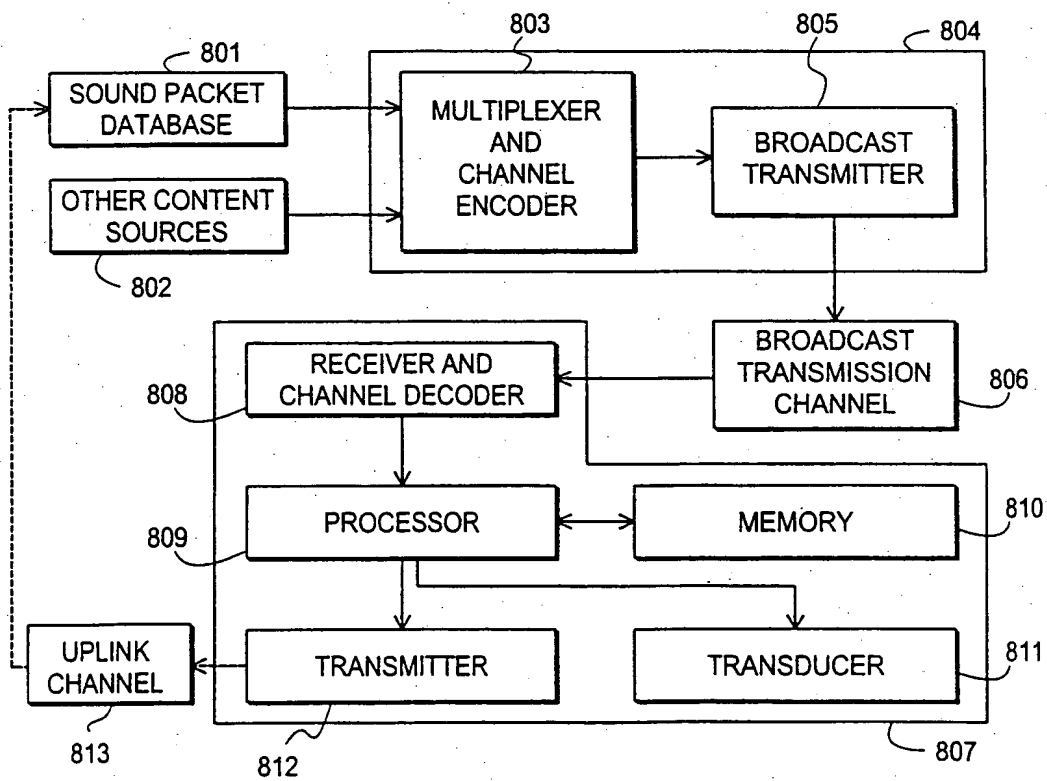 803
805
804
801
SOUND PACKET
DATABASE
MULTIPLEXER
AND
CHANNEL
ENCODER
BROADCAST
TRANSMITTER
OTHER CONTENT
SOURCES
802
RECEIVER AND
CHANNEL DECODER
808
BROADCAST
TRANSMISSION
CHANNEL
806
PROCESSOR
809
MEMORY
810
UPLINK
CHANNEL
813
TRANSMITTER
812
TRANSDUCER
811
807